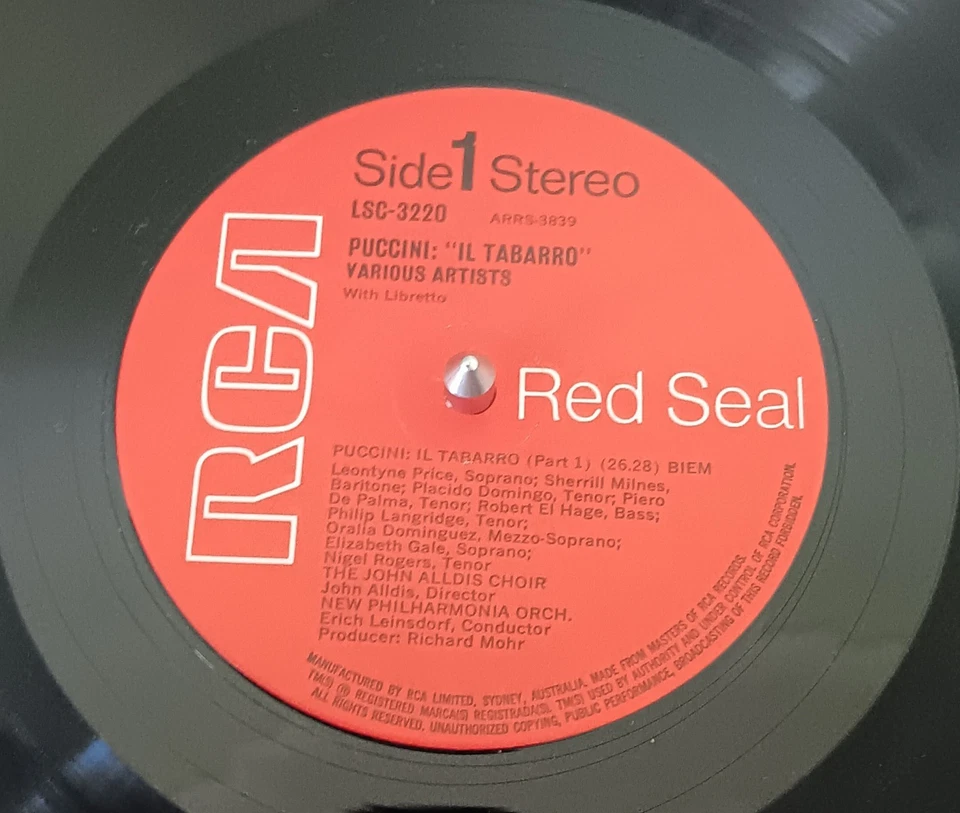 Side 1 Stereo
LSC-3220 ARRS-3839
PUCCINI: "IL TABARRO"
VARIOUS ARTISTS
With Libretto
RCA
Red Seal
PUCCINI: IL TABARRO (Part 1) (26.28) BIEM
Leontyne Price, Soprano; Sherrill Milnes,
Baritone; Placido Domingo, Tenor; Piero
De Palma, Tenor; Robert El Hage, Bass;
Philip Langridge, Tenor;
Oralia Dominguez, Mezzo-Soprano;
Elizabeth Gale, Soprano;
Nigel Rogers, Tenor
THE JOHN ALLDIS CHOIR
John Alldis, Director
NEW PHILHARMONIA ORCH.
Erich Leinsdorf, Conductor
Producer: Richard Mohr
MANUFACTURED BY RCA LIMITED, SYDNEY, AUSTRALIA. MADE FROM MASTERS OF RCA RECORDS.
TM(S) ® REGISTERED MARCA(S) REGISTRADA(S). TM(S) USED BY AUTHORITY AND UNDER CONTROL OF RCA CORPORATION.
ALL RIGHTS RESERVED, UNAUTHORIZED COPYING, PUBLIC PERFORMANCE, BROADCASTING OF THIS RECORD FORBIDDEN.